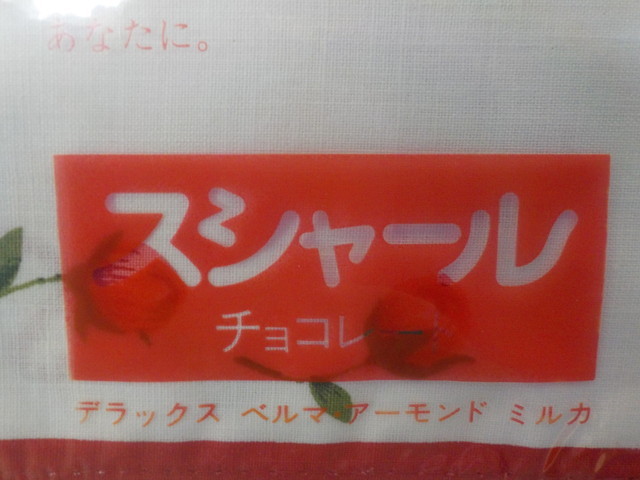 あなたに。
スシャール
チョコレート
デラックス ベルマ アーモンド ミルカ